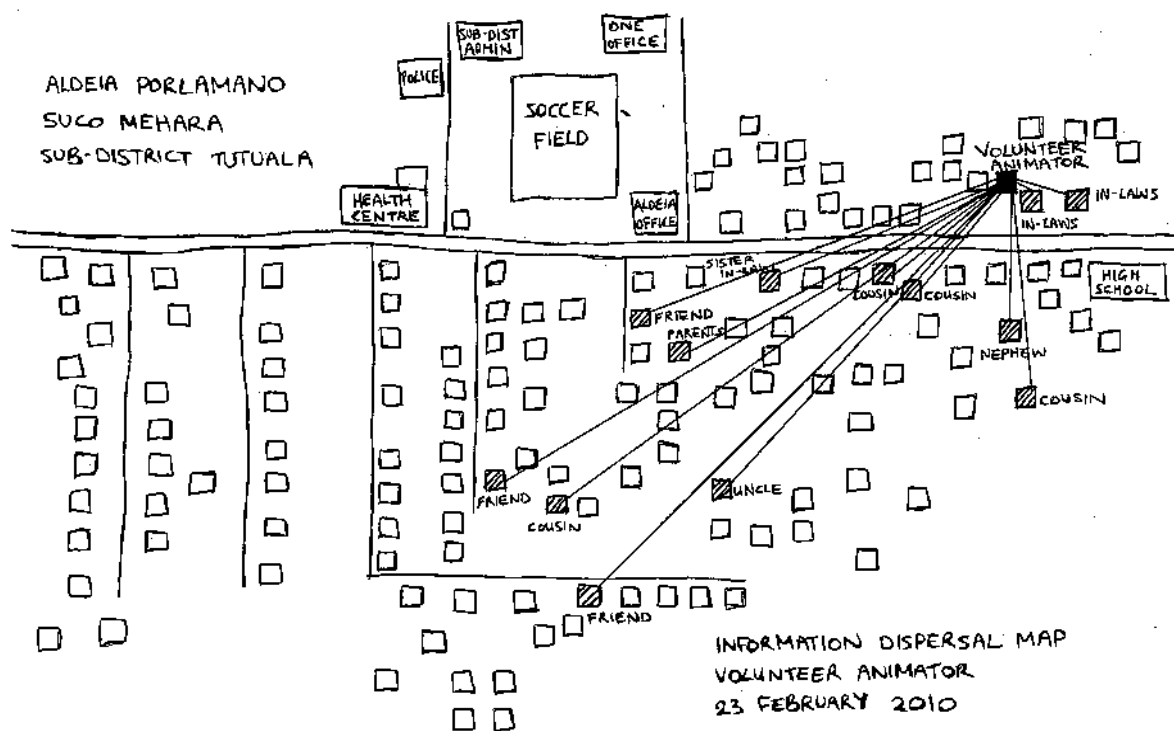 ALDEIA PORLAMANO
SUCO MEHARA
SUB-DISTRICT TUTUALA
SUB-DIST
ADMIN
ONE
OFFICE
POLICE
SOCCER
FIELD
HEALTH
CENTRE
ALDEIA
OFFICE
VOLUNTEER
ANIMATOR
IN-LAWS
IN-LAWS
SISTER
IN-LAW
COUSIN
COUSIN
HIGH
SCHOOL
FRIEND
PARENTS
NEPHEW
COUSIN
FRIEND
COUSIN
UNCLE
FRIEND
INFORMATION DISPERSAL MAP
VOLUNTEER ANIMATOR
23 FEBRUARY 2010